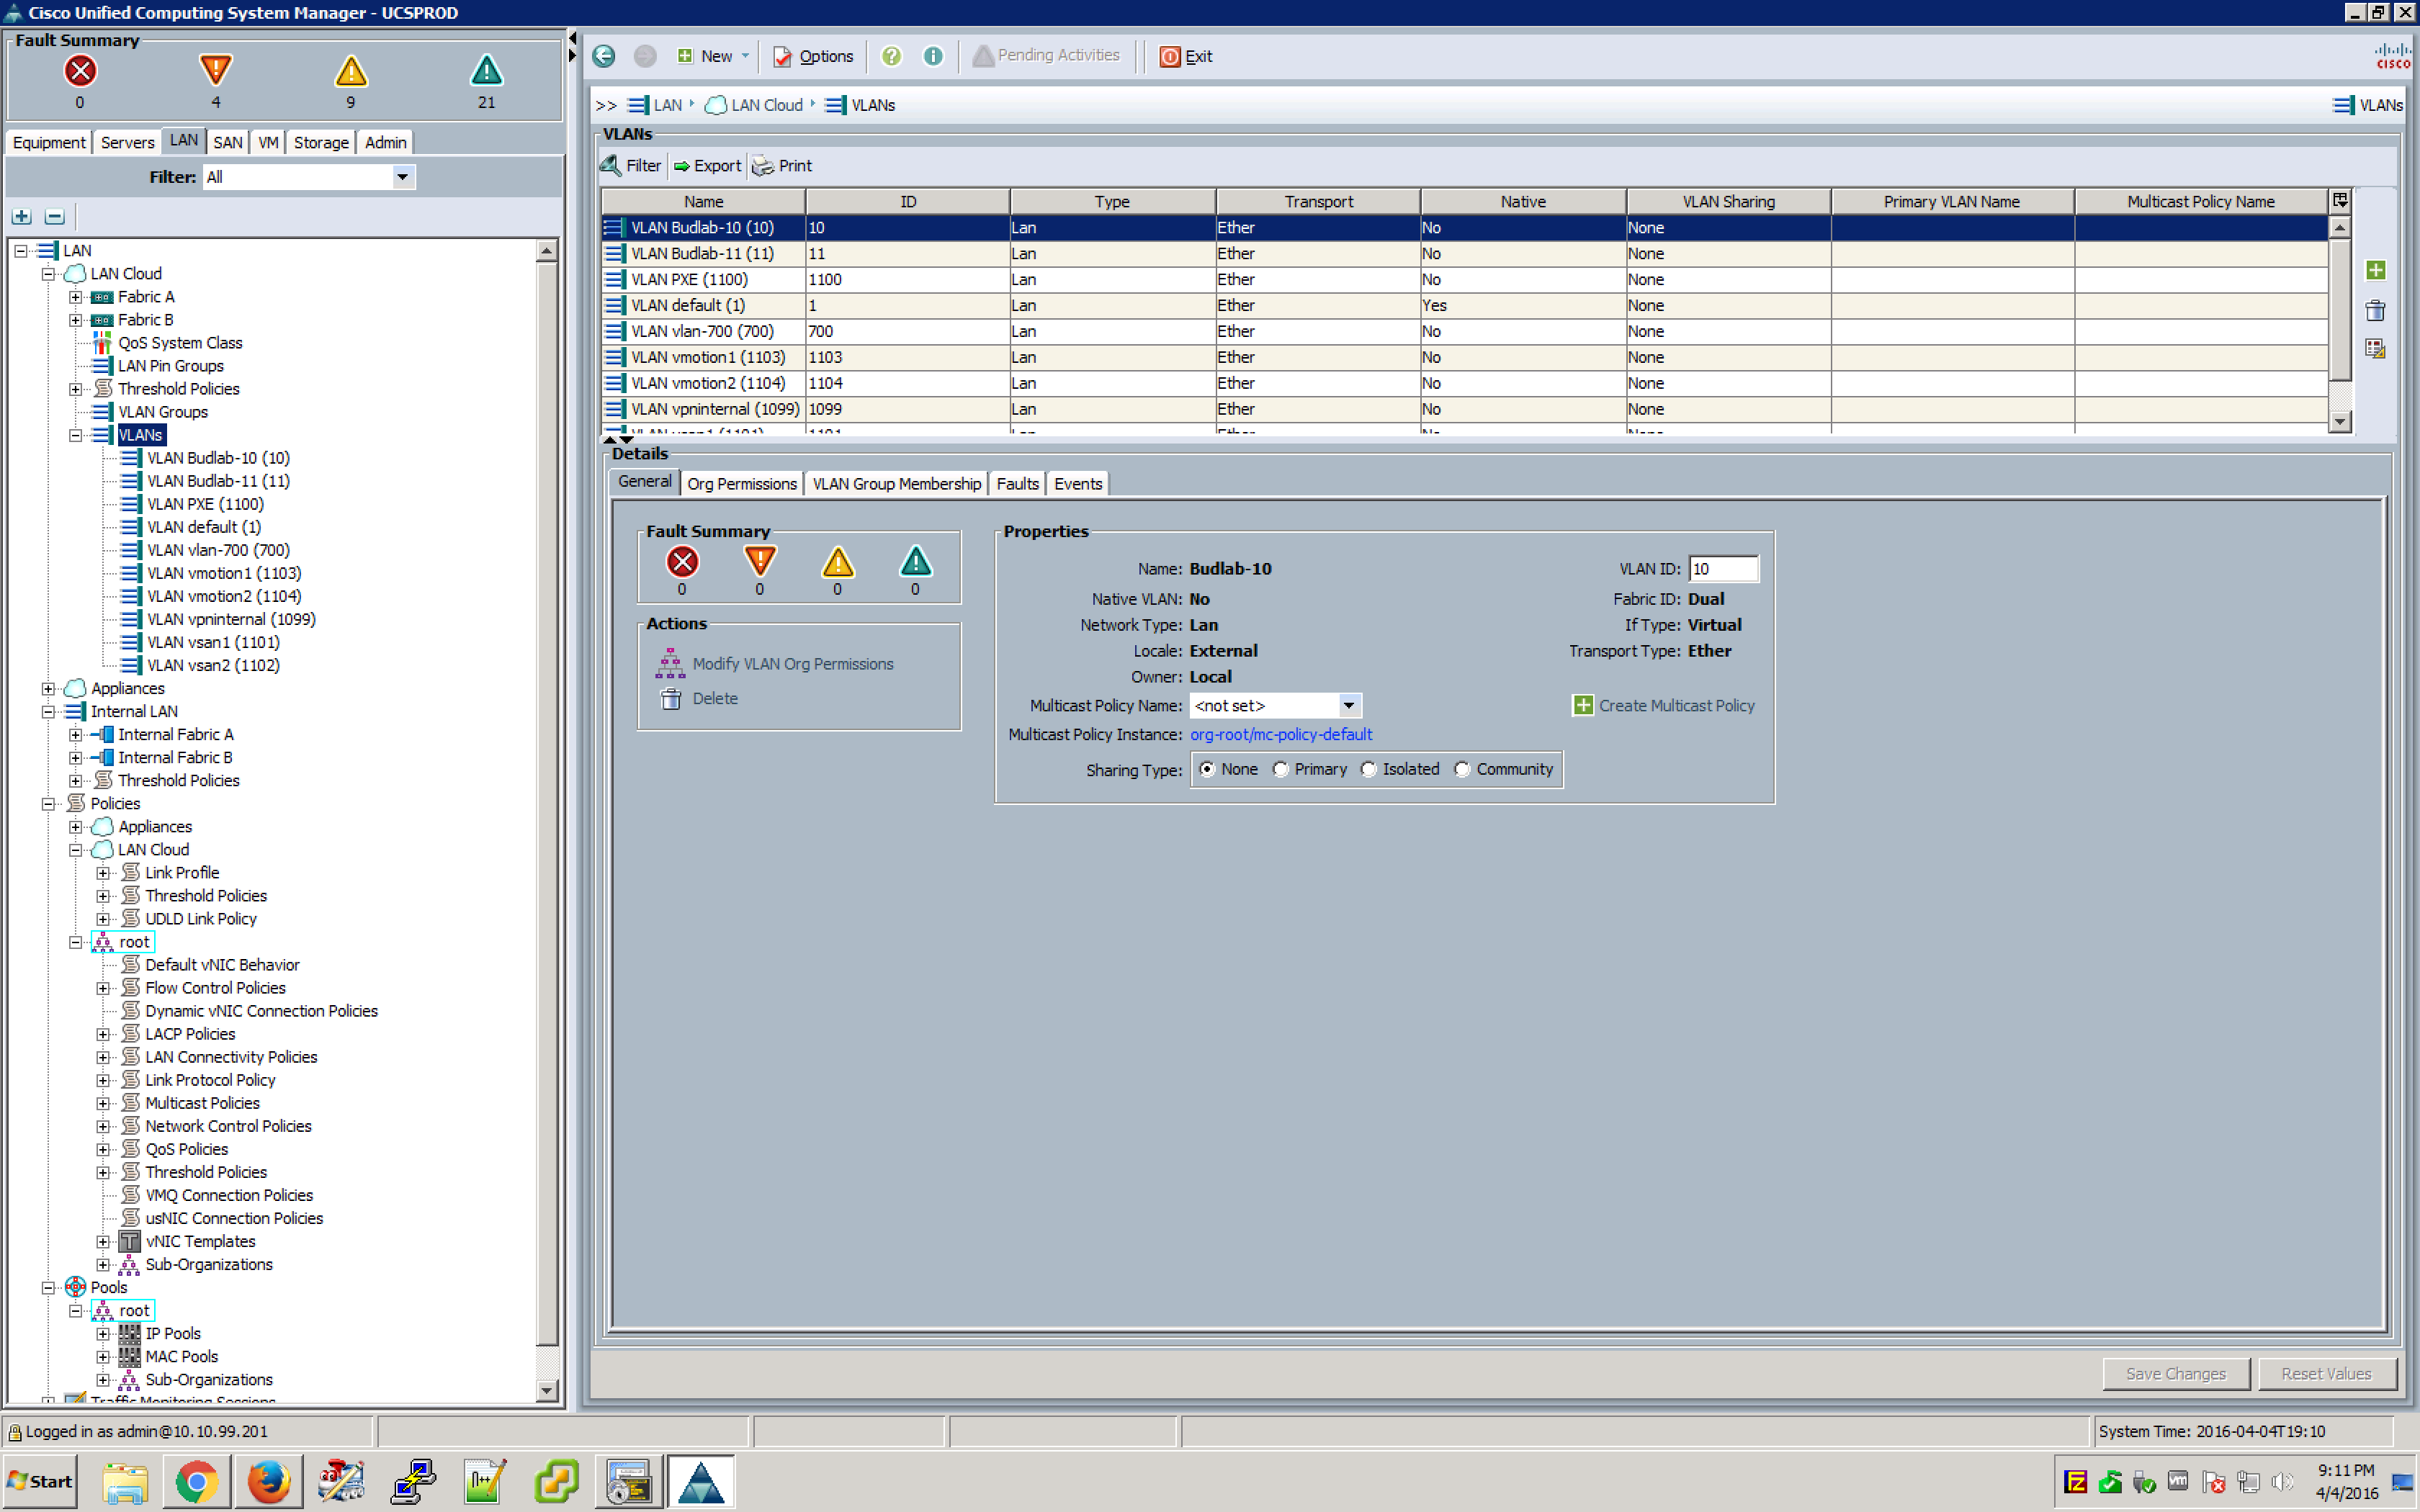 Cisco Unified Computing System Manager - UCSPROD
Fault Summary
0 4 9 21
Equipment Servers LAN SAN VM Storage Admin
Filter: All
LAN
LAN Cloud
Fabric A
Fabric B
QoS System Class
LAN Pin Groups
Threshold Policies
VLAN Groups
VLANs
VLAN Budlab-10 (10)
VLAN Budlab-11 (11)
VLAN PXE (1100)
VLAN default (1)
VLAN vlan-700 (700)
VLAN vmotion1 (1103)
VLAN vmotion2 (1104)
VLAN vpninternal (1099)
VLAN vsan1 (1101)
VLAN vsan2 (1102)
Appliances
Internal LAN
Internal Fabric A
Internal Fabric B
Threshold Policies
Policies
Appliances
LAN Cloud
Link Profile
Threshold Policies
UDLD Link Policy
root
Default vNIC Behavior
Flow Control Policies
Dynamic vNIC Connection Policies
LACP Policies
LAN Connectivity Policies
Link Protocol Policy
Multicast Policies
Network Control Policies
QoS Policies
Threshold Policies
VMQ Connection Policies
usNIC Connection Policies
vNIC Templates
Sub-Organizations
Pools
root
IP Pools
MAC Pools
Sub-Organizations
Traffic Monitoring Sessions
New Options Pending Activities Exit
CISCO
>> LAN LAN Cloud VLANs VLANs
VLANs
Filter Export Print
Name ID Type Transport Native VLAN Sharing Primary VLAN Name Multicast Policy Name
VLAN Budlab-10 (10) 10 Lan Ether No None
VLAN Budlab-11 (11) 11 Lan Ether No None
VLAN PXE (1100) 1100 Lan Ether No None
VLAN default (1) 1 Lan Ether Yes None
VLAN vlan-700 (700) 700 Lan Ether No None
VLAN vmotion1 (1103) 1103 Lan Ether No None
VLAN vmotion2 (1104) 1104 Lan Ether No None
VLAN vpninternal (1099) 1099 Lan Ether No None
VLAN vsan1 (1101) 1101 Lan Ether No None
Details
General Org Permissions VLAN Group Membership Faults Events
Fault Summary
0 0 0 0
Actions
Modify VLAN Org Permissions
Delete
Properties
Name: Budlab-10 VLAN ID: 10
Native VLAN: No Fabric ID: Dual
Network Type: Lan If Type: Virtual
Locale: External Transport Type: Ether
Owner: Local
Multicast Policy Name: <not set> Create Multicast Policy
Multicast Policy Instance: org-root/mc-policy-default
Sharing Type: None Primary Isolated Community
Save Changes Reset Values
Logged in as admin@10.10.99.201 System Time: 2016-04-04T19:10
Start 9:11 PM
4/4/2016